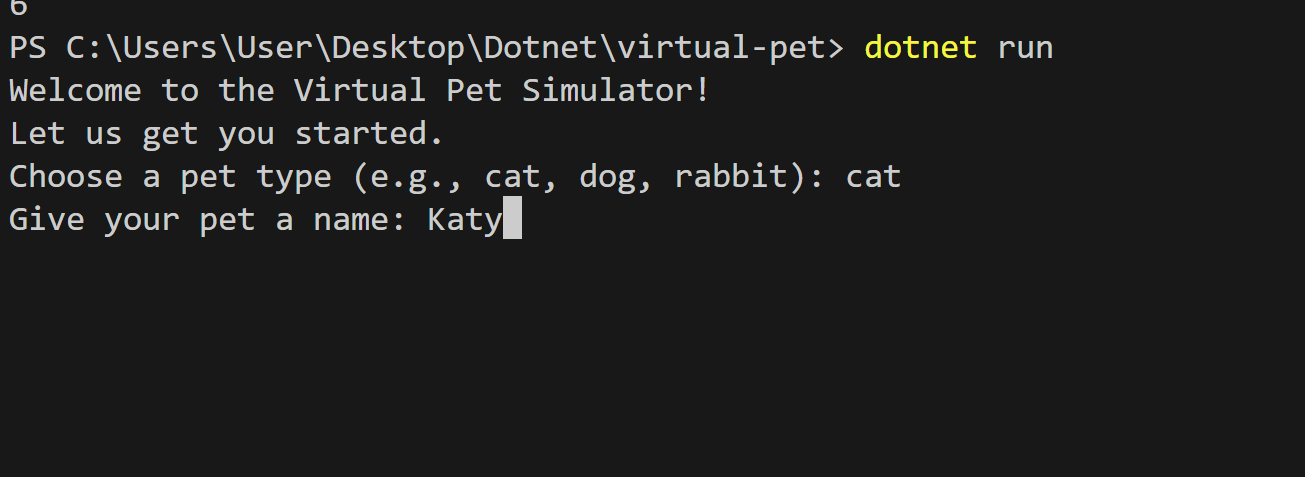 6
PS C:\Users\User\Desktop\Dotnet\virtual-pet> dotnet run
Welcome to the Virtual Pet Simulator!
Let us get you started.
Choose a pet type (e.g., cat, dog, rabbit): cat
Give your pet a name: Katy